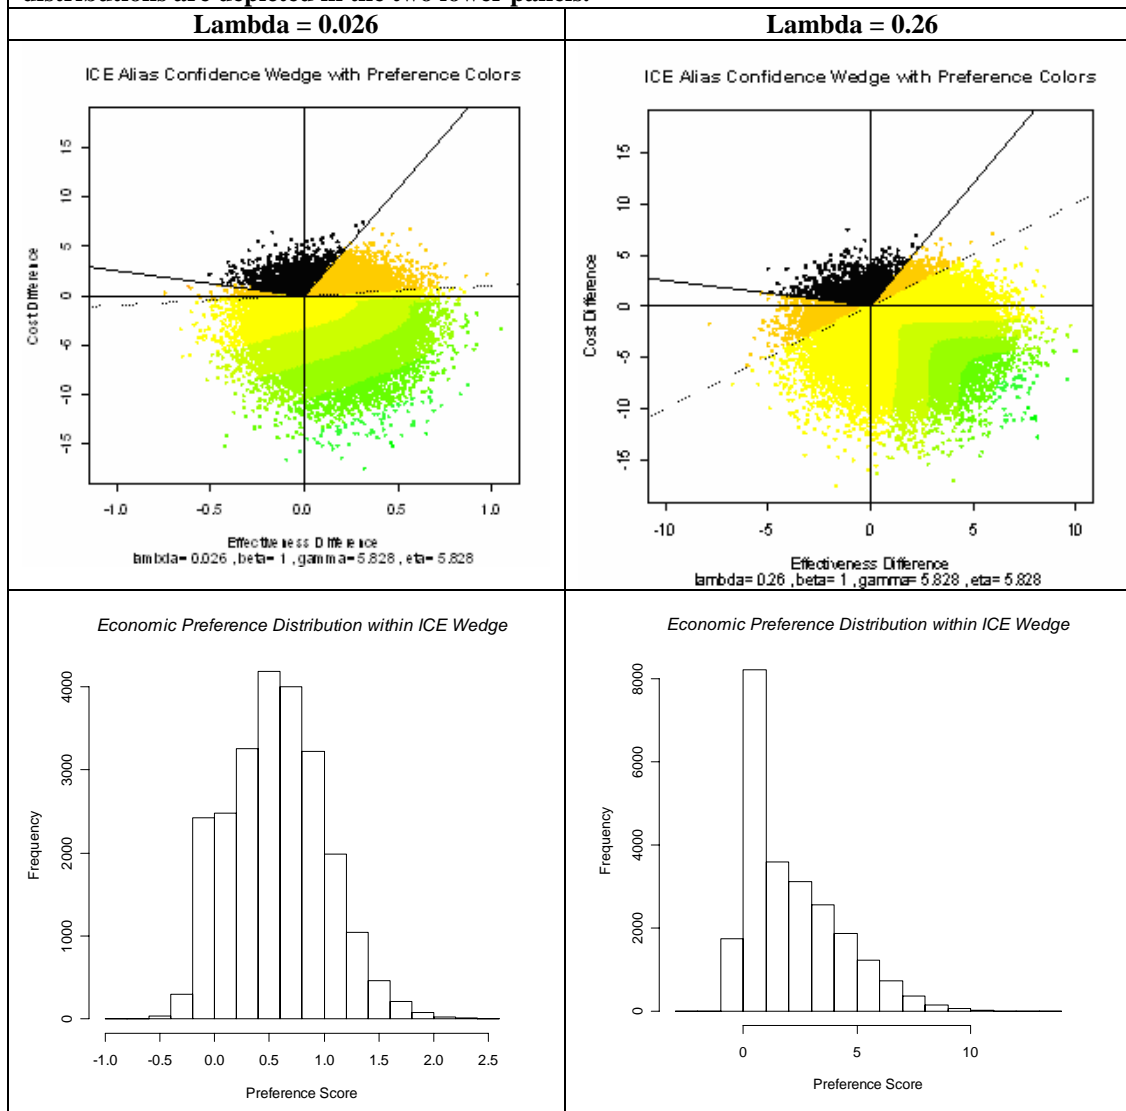 distributions are depicted in the two lower panels.
Lambda = 0.026
Lambda = 0.26
ICE Alias Confidence Wedge with Preference Colors
Cost Difference
15
10
5
0
-5
-10
-15
-1.0 -0.5 0.0 0.5 1.0
Effectiveness Difference
lambda= 0.026 , beta= 1 , gamma= 5.828 , eta= 5.828
ICE Alias Confidence Wedge with Preference Colors
Cost Difference
15
10
5
0
-5
-10
-15
-10 -5 0 5 10
Effectiveness Difference
lambda= 0.26 , beta= 1 , gamma= 5.828 , eta= 5.828
Economic Preference Distribution within ICE Wedge
Frequency
4000
3000
2000
1000
0
-1.0 -0.5 0.0 0.5 1.0 1.5 2.0 2.5
Preference Score
Economic Preference Distribution within ICE Wedge
Frequency
8000
6000
4000
2000
0
0 5 10
Preference Score